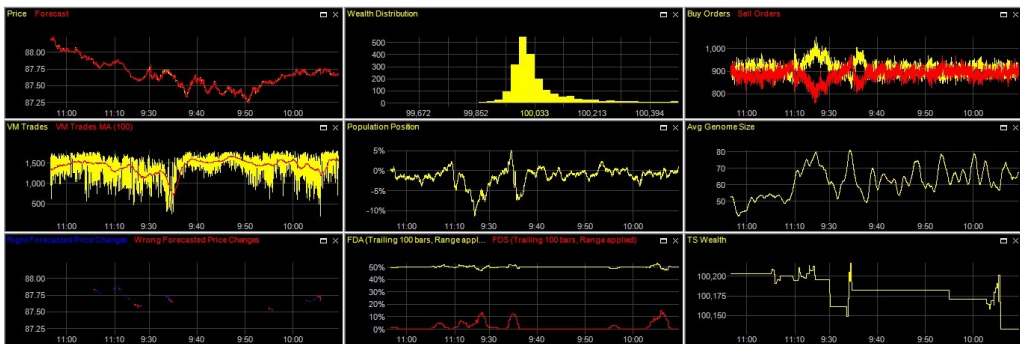 Price Forecast
88.00
87.75
87.50
87.25
11:00 11:10 9:30 9:40 9:50 10:00
Wealth Distribution
500
400
300
200
100
0
99,672 99,852 100,033 100,213 100,394
Buy Orders Sell Orders
1,000
900
800
11:00 11:10 9:30 9:40 9:50 10:00
VM Trades VM Trades MA (100)
1,500
1,000
500
11:00 11:10 9:30 9:40 9:50 10:00
Population Position
5%
0%
-5%
-10%
11:00 11:10 9:30 9:40 9:50 10:00
Avg Genome Size
80
70
60
50
11:00 11:10 9:30 9:40 9:50 10:00
Right Forecasted Price Changes Wrong Forecasted Price Changes
88.00
87.75
87.50
87.25
11:00 11:10 9:30 9:40 9:50 10:00
FDA (Trailing 100 bars, Range appl... FDS (Trailing 100 bars, Range applied)
50%
40%
30%
20%
10%
0%
11:00 11:10 9:30 9:40 9:50 10:00
TS Wealth
100,200
100,175
100,150
11:00 11:10 9:30 9:40 9:50 10:00